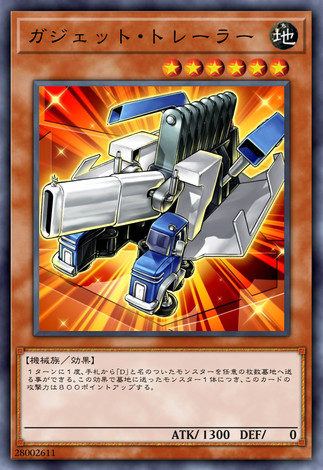 ガジェット・トレーラー
地
【機械族／効果】
１ターンに１度、手札から「D」と名のついたモンスターを任意の枚数墓地へ送
る事ができる。この効果で墓地に送ったモンスター１体につき、このカードの
攻撃力は８００ポイントアップする。
ATK/ 1300 DEF/ 0
28002611